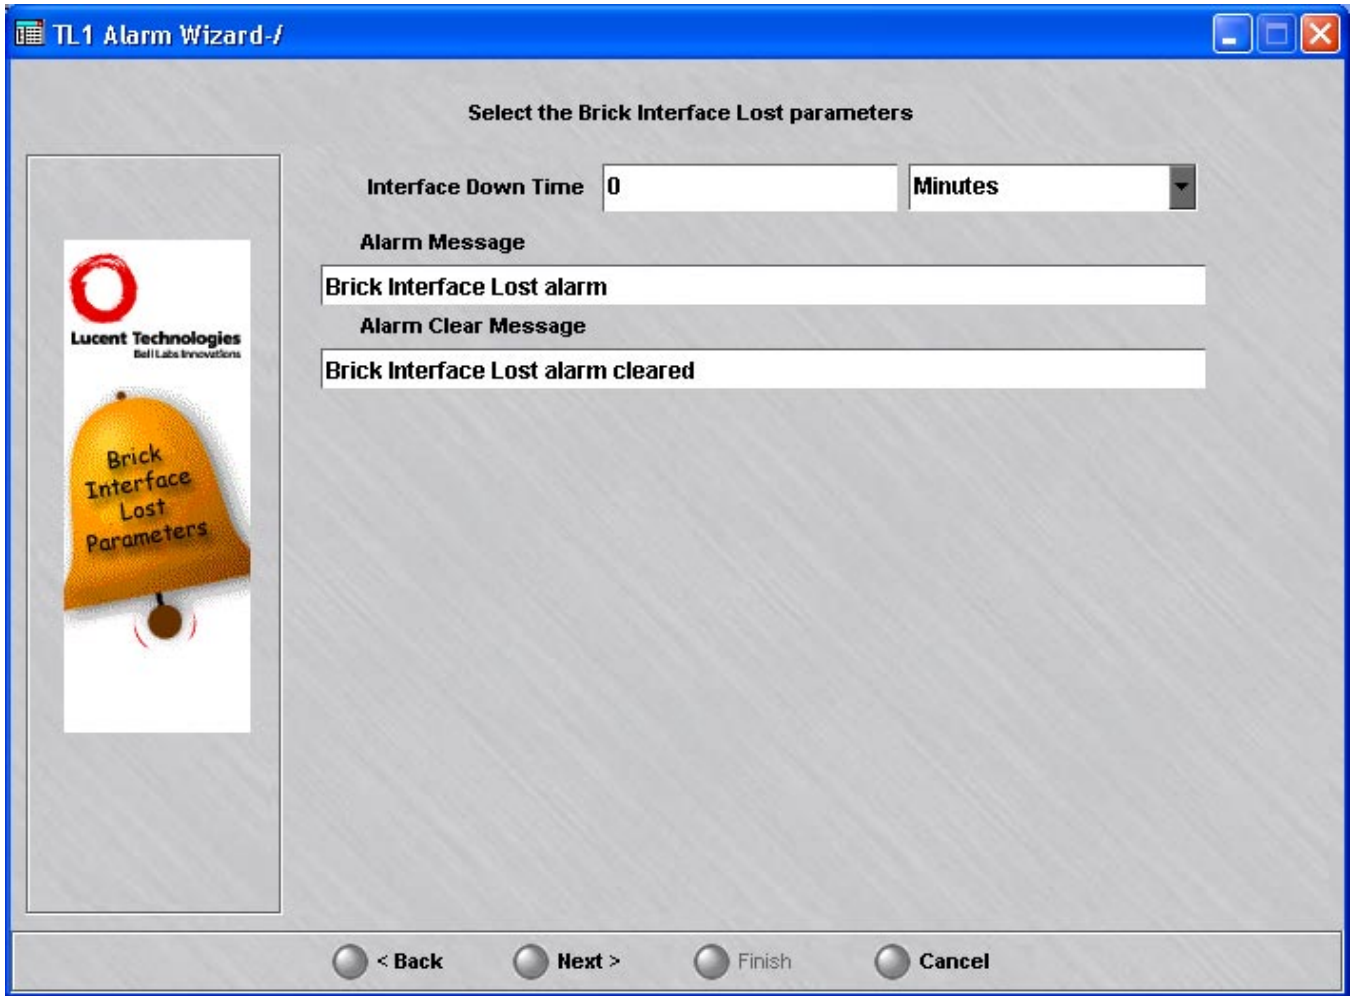 TL1 Alarm Wizard-/
Select the Brick Interface Lost parameters
Interface Down Time 0 Minutes
Alarm Message
Brick Interface Lost alarm
Alarm Clear Message
Brick Interface Lost alarm cleared
Lucent Technologies
Bell Labs Innovations
Brick
Interface
Lost
Parameters
< Back Next > Finish Cancel